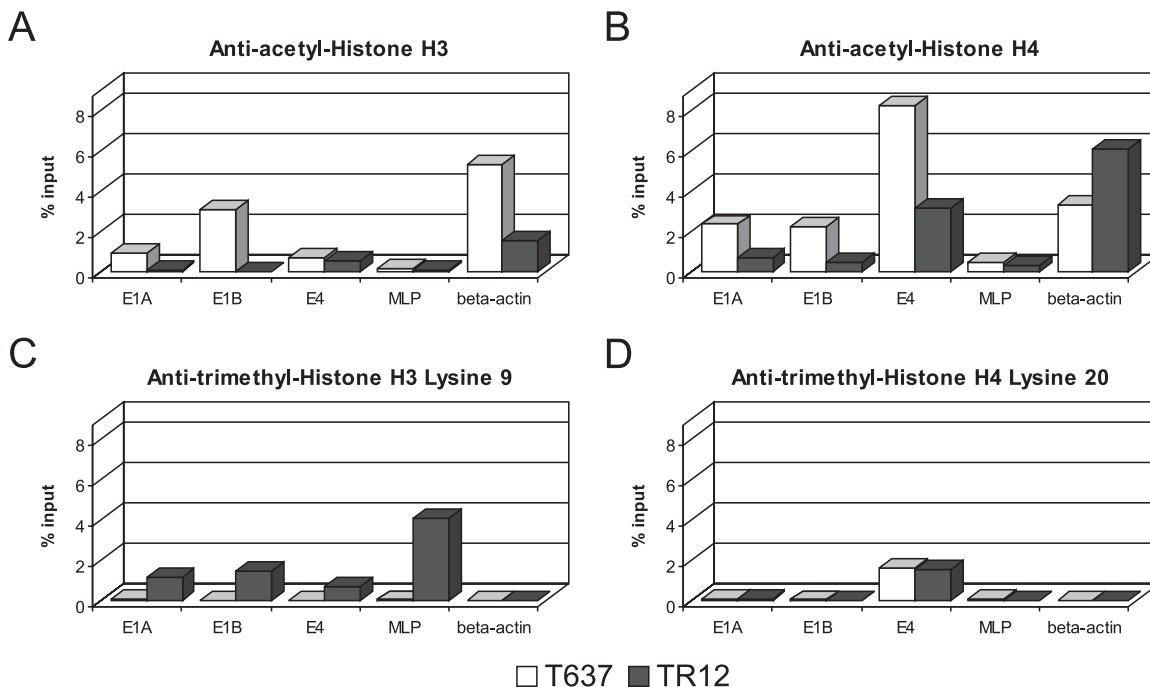 A
Anti-acetyl-Histone H3
% input
8
6
4
2
0
E1A E1B E4 MLP beta-actin
B
Anti-acetyl-Histone H4
% input
8
6
4
2
0
E1A E1B E4 MLP beta-actin
C
Anti-trimethyl-Histone H3 Lysine 9
% input
8
6
4
2
0
E1A E1B E4 MLP beta-actin
D
Anti-trimethyl-Histone H4 Lysine 20
% input
8
6
4
2
0
E1A E1B E4 MLP beta-actin
T637 TR12